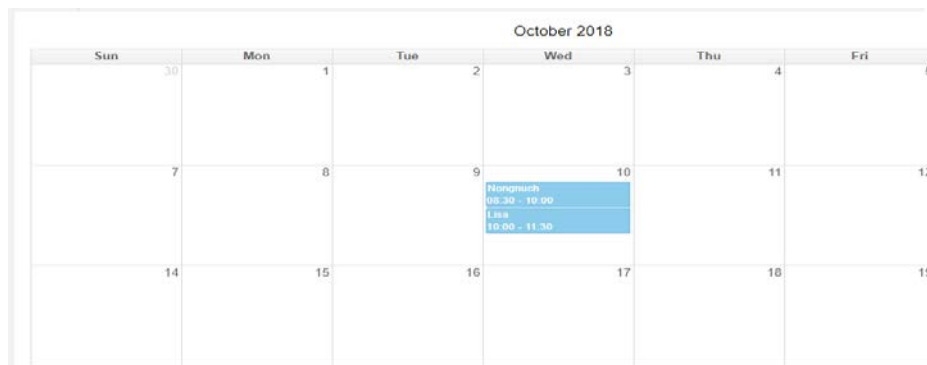 October 2018
Sun Mon Tue Wed Thu Fri
30 1 2 3 4
7 8 9 10 11 12
Nongnuch
08:30 - 10:00
Lisa
10:00 - 11:30
14 15 16 17 18